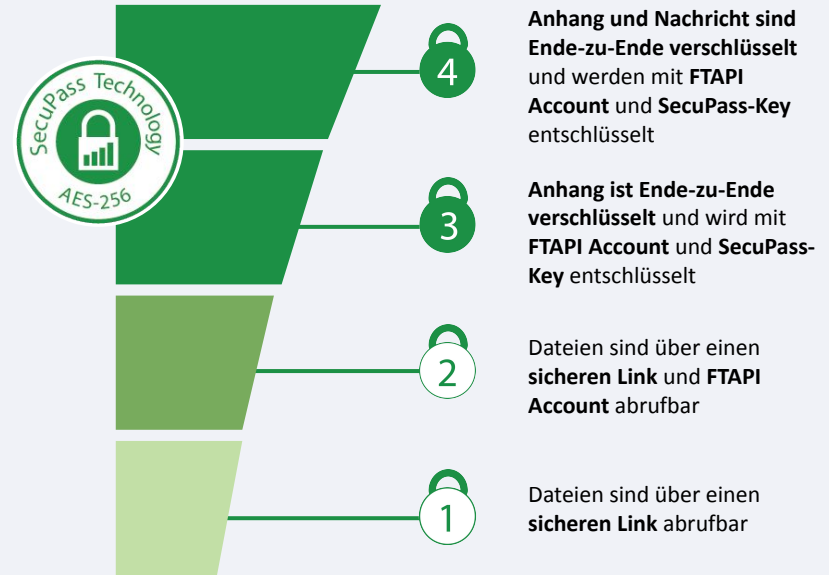 SecuPass Technology
AES-256
4
Anhang und Nachricht sind
Ende-zu-Ende verschlüsselt
und werden mit FTAPI
Account und SecuPass-Key
entschlüsselt
3
Anhang ist Ende-zu-Ende
verschlüsselt und wird mit
FTAPI Account und SecuPass-
Key entschlüsselt
2
Dateien sind über einen
sicheren Link und FTAPI
Account abrufbar
1
Dateien sind über einen
sicheren Link abrufbar